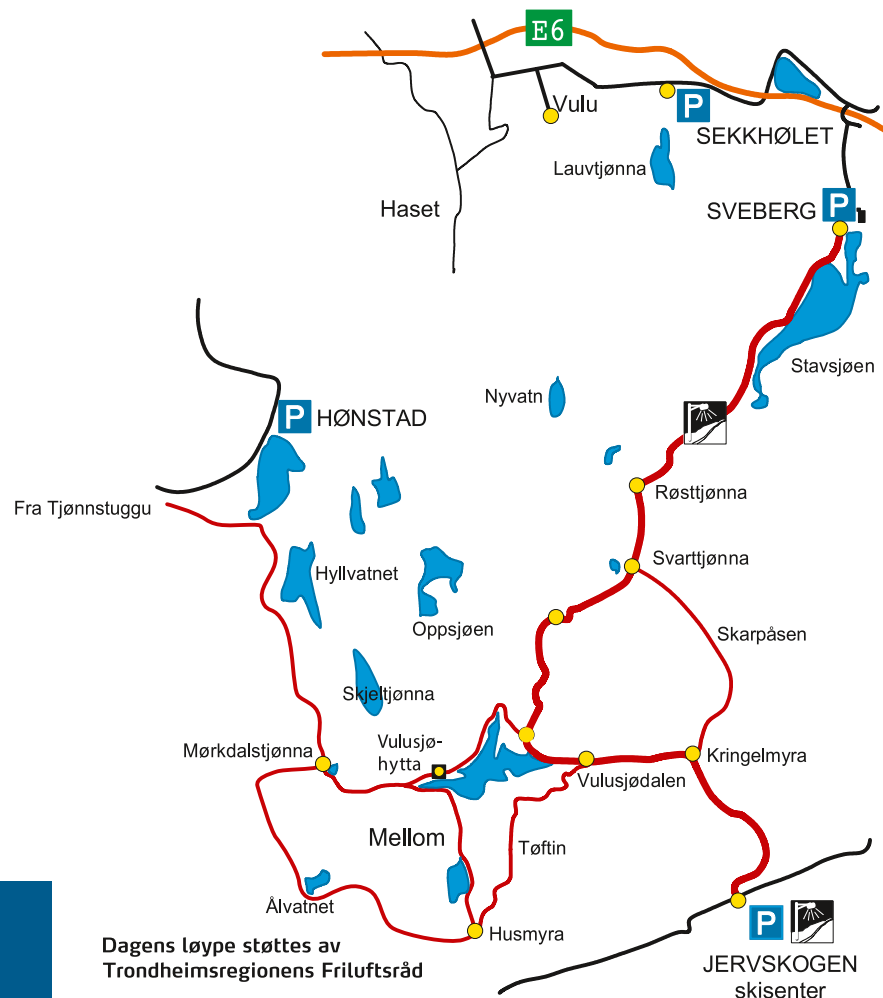 E6
Vulu
P
SEKKHØLET
Lauvtjønna
Haset
SVEBERG P
Stavsjøen
Nyvatn
P HØNSTAD
Røsttjønna
Fra Tjønnstuggu
Svarttjønna
Hyllvatnet
Oppsjøen
Skarpåsen
Skjeltjønna
Mørkdalstjønna
Vulusjø-
hytta
Kringelmyra
Vulusjødalen
Mellom
Tøftin
Ålvatnet
Husmyra
P
Dagens løype støttes av
Trondheimsregionens Friluftsråd
JERVSKOGEN
skisenter